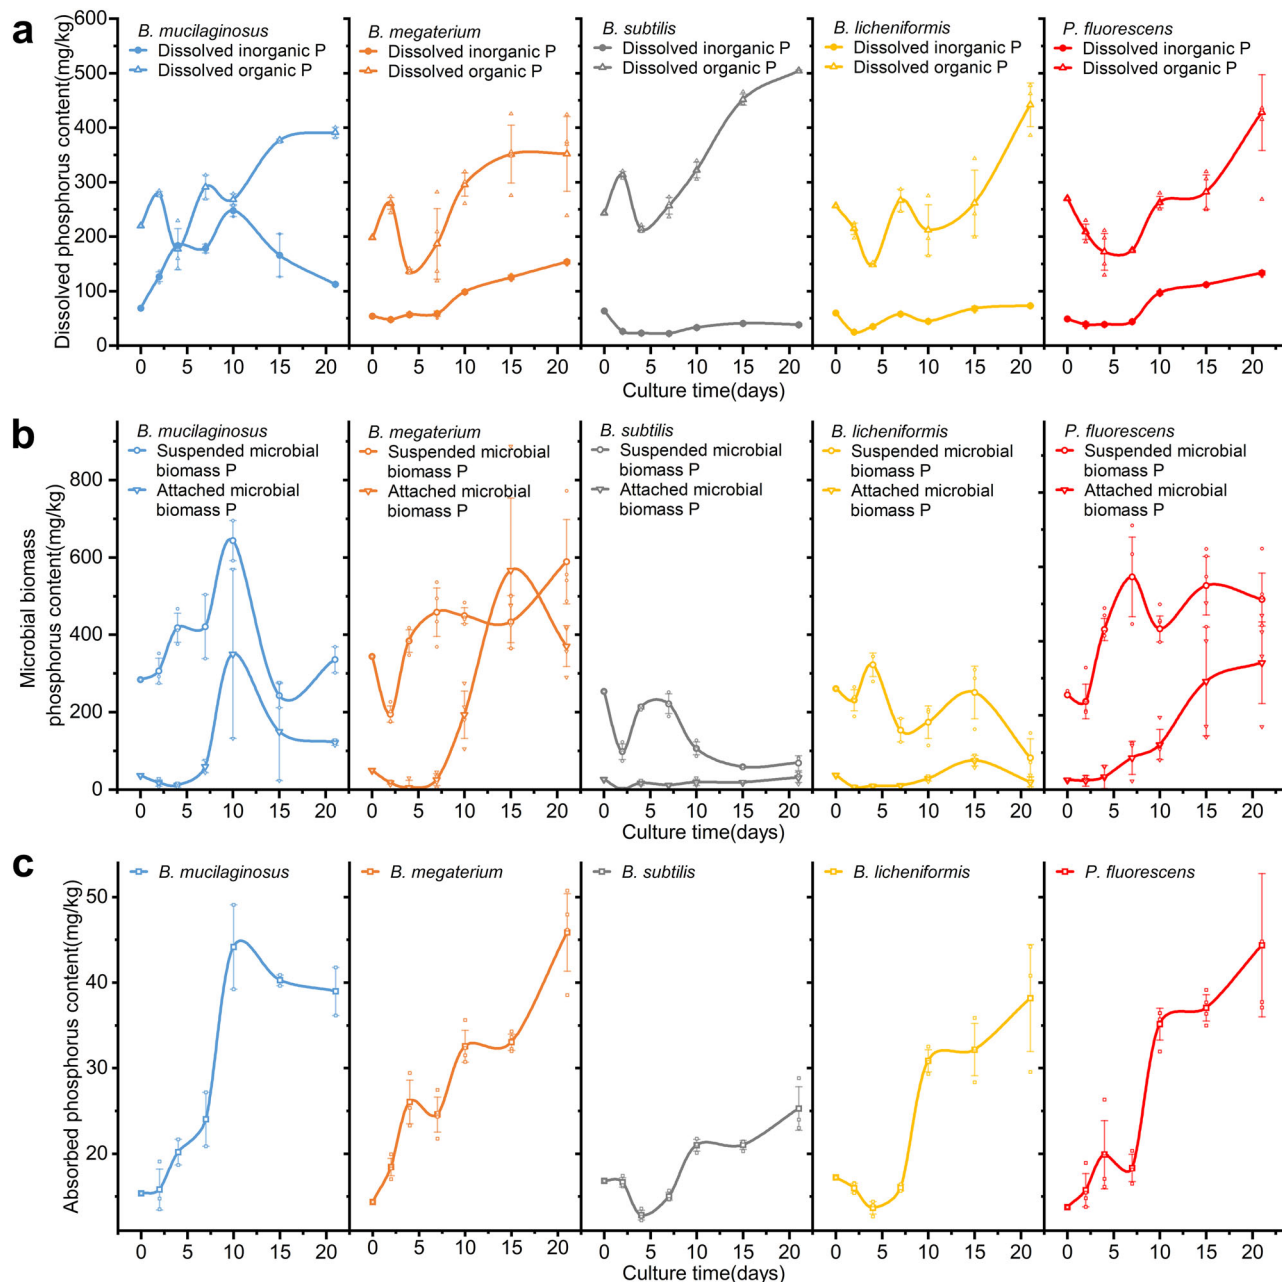 a
Dissolved phosphorus content(mg/kg)
600
500
400
300
200
100
0
B. mucilaginosus
Dissolved inorganic P
Dissolved organic P
B. megaterium
Dissolved inorganic P
Dissolved organic P
B. subtilis
Dissolved inorganic P
Dissolved organic P
B. licheniformis
Dissolved inorganic P
Dissolved organic P
P. fluorescens
Dissolved inorganic P
Dissolved organic P
0 5 10 15 20 0 5 10 15 20 0 5 10 15 20 0 5 10 15 20 0 5 10 15 20
Culture time(days)
b
Microbial biomass
phosphorus content(mg/kg)
800
600
400
200
0
B. mucilaginosus
Suspended microbial
biomass P
Attached microbial
biomass P
B. megaterium
Suspended microbial
biomass P
Attached microbial
biomass P
B. subtilis
Suspended microbial
biomass P
Attached microbial
biomass P
B. licheniformis
Suspended microbial
biomass P
Attached microbial
biomass P
P. fluorescens
Suspended microbial
biomass P
Attached microbial
biomass P
0 5 10 15 20 0 5 10 15 20 0 5 10 15 20 0 5 10 15 20 0 5 10 15 20
Culture time(days)
c
Absorbed phosphorus content(mg/kg)
50
40
30
20
B. mucilaginosus
B. megaterium
B. subtilis
B. licheniformis
P. fluorescens
0 5 10 15 20 0 5 10 15 20 0 5 10 15 20 0 5 10 15 20 0 5 10 15 20
Culture time(days)